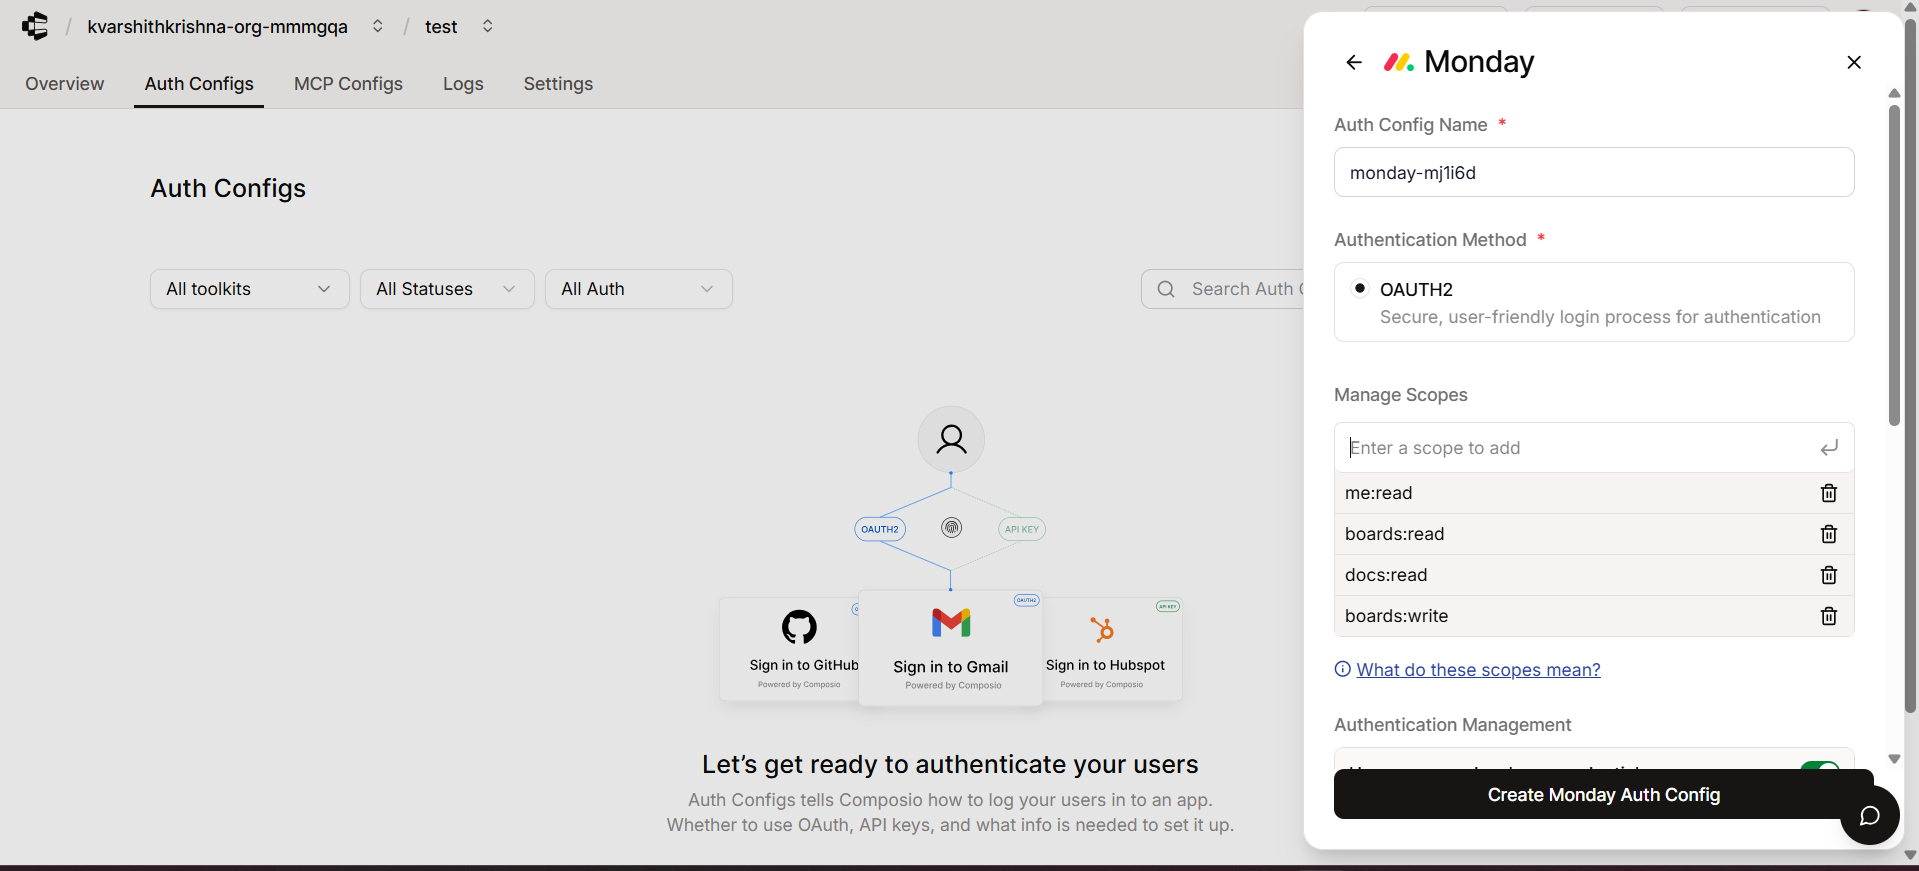 / kvarshithkrishna-org-mmmgqa / test
Overview Auth Configs MCP Configs Logs Settings
Auth Configs
All toolkits All Statuses All Auth Search Auth
OAUTH2 API KEY
OAUTH2
API KEY
Sign in to GitHub
Powered by Composio
Sign in to Gmail
Powered by Composio
Sign in to Hubspot
Powered by Composio
Let's get ready to authenticate your users
Auth Configs tells Composio how to log your users in to an app.
Whether to use OAuth, API keys, and what info is needed to set it up.
Monday
Auth Config Name *
monday-mj1i6d
Authentication Method *
OAUTH2
Secure, user-friendly login process for authentication
Manage Scopes
Enter a scope to add
me:read
boards:read
docs:read
boards:write
What do these scopes mean?
Authentication Management
Create Monday Auth Config